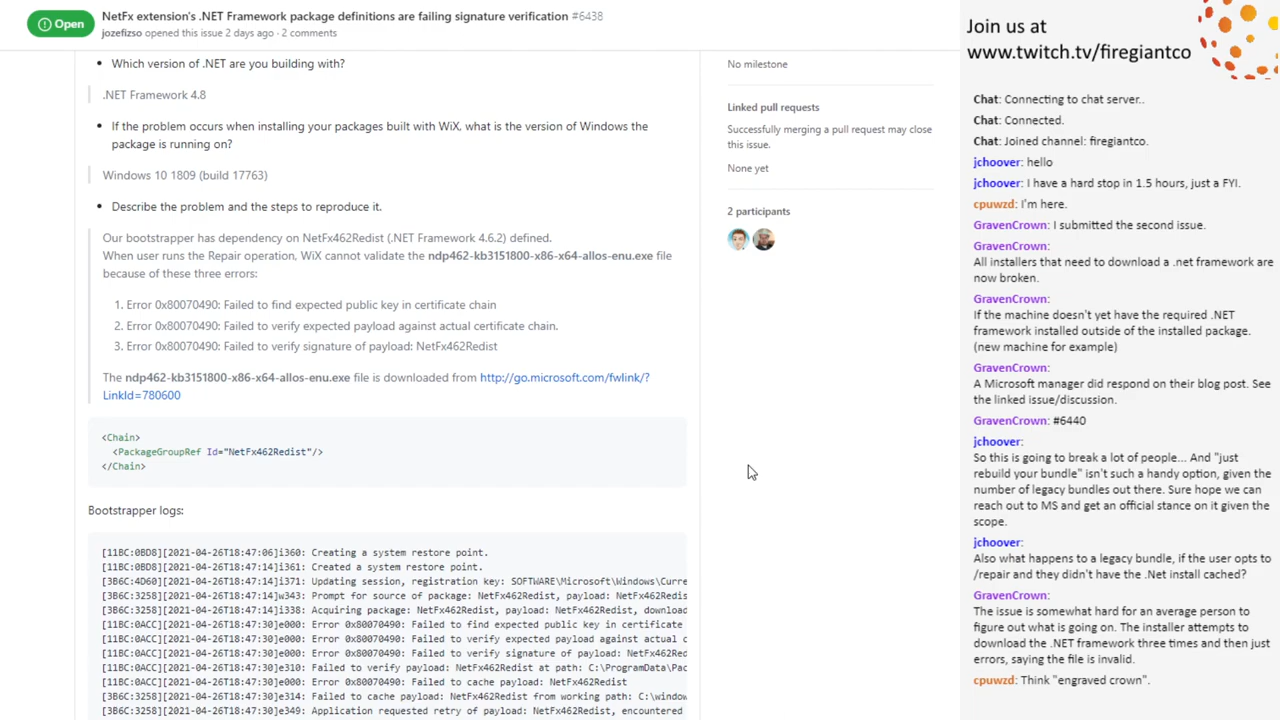 Open
NetFx extension's .NET Framework package definitions are failing signature verification #6438
jozefizso opened this issue 2 days ago · 2 comments
• Which version of .NET are you building with?
.NET Framework 4.8
• If the problem occurs when installing your packages built with WiX, what is the version of Windows the
package is running on?
Windows 10 1809 (build 17763)
• Describe the problem and the steps to reproduce it.
Our bootstrapper has dependency on NetFx462Redist (.NET Framework 4.6.2) defined.
When user runs the Repair operation, WiX cannot validate the ndp462-kb3151800-x86-x64-allos-enu.exe file
because of these three errors:
1. Error 0x80070490: Failed to find expected public key in certificate chain
2. Error 0x80070490: Failed to verify expected payload against actual certificate chain.
3. Error 0x80070490: Failed to verify signature of payload: NetFx462Redist
The ndp462-kb3151800-x86-x64-allos-enu.exe file is downloaded from http://go.microsoft.com/fwlink/?
LinkId=780600
<Chain>
<PackageGroupRef Id="NetFx462Redist"/>
</Chain>
Bootstrapper logs:
[11BC:0BD8][2021-04-26T18:47:06]i360: Creating a system restore point.
[11BC:0BD8][2021-04-26T18:47:14]i361: Created a system restore point.
[3B6C:4D60][2021-04-26T18:47:14]i371: Updating session, registration key: SOFTWARE\Microsoft\Windows\Curre
[3B6C:3258][2021-04-26T18:47:14]w343: Prompt for source of package: NetFx462Redist, payload: NetFx462Redis
[3B6C:3258][2021-04-26T18:47:14]i338: Acquiring package: NetFx462Redist, payload: NetFx462Redist, download
[11BC:0ACC][2021-04-26T18:47:30]e000: Error 0x80070490: Failed to find expected public key in certificate
[11BC:0ACC][2021-04-26T18:47:30]e000: Error 0x80070490: Failed to verify expected payload against actual c
[11BC:0ACC][2021-04-26T18:47:30]e000: Error 0x80070490: Failed to verify signature of payload: NetFx462Red
[11BC:0ACC][2021-04-26T18:47:30]e310: Failed to verify payload: NetFx462Redist at path: C:\ProgramData\Pac
[11BC:0ACC][2021-04-26T18:47:30]e000: Error 0x80070490: Failed to cache payload: NetFx462Redist
[3B6C:3258][2021-04-26T18:47:30]e314: Failed to cache payload: NetFx462Redist from working path: C:\window
[3B6C:3258][2021-04-26T18:47:30]e349: Application requested retry of payload: NetFx462Redist, encountered
No milestone
Linked pull requests
Successfully merging a pull request may close
this issue.
None yet
2 participants
Join us at
www.twitch.tv/firegiantco
Chat: Connecting to chat server..
Chat: Connected.
Chat: Joined channel: firegiantco.
jchoover: hello
jchoover: I have a hard stop in 1.5 hours, just a FYI.
cpuwzd: I'm here.
GravenCrown: I submitted the second issue.
GravenCrown:
All installers that need to download a .net framework are
now broken.
GravenCrown:
If the machine doesn't yet have the required .NET
framework installed outside of the installed package.
(new machine for example)
GravenCrown:
A Microsoft manager did respond on their blog post. See
the linked issue/discussion.
GravenCrown: #6440
jchoover:
So this is going to break a lot of people... And "just
rebuild your bundle" isn't such a handy option, given the
number of legacy bundles out there. Sure hope we can
reach out to MS and get an official stance on it given the
scope.
jchoover:
Also what happens to a legacy bundle, if the user opts to
/repair and they didn't have the .Net install cached?
GravenCrown:
The issue is somewhat hard for an average person to
figure out what is going on. The installer attempts to
download the .NET framework three times and then just
errors, saying the file is invalid.
cpuwzd: Think "engraved crown".